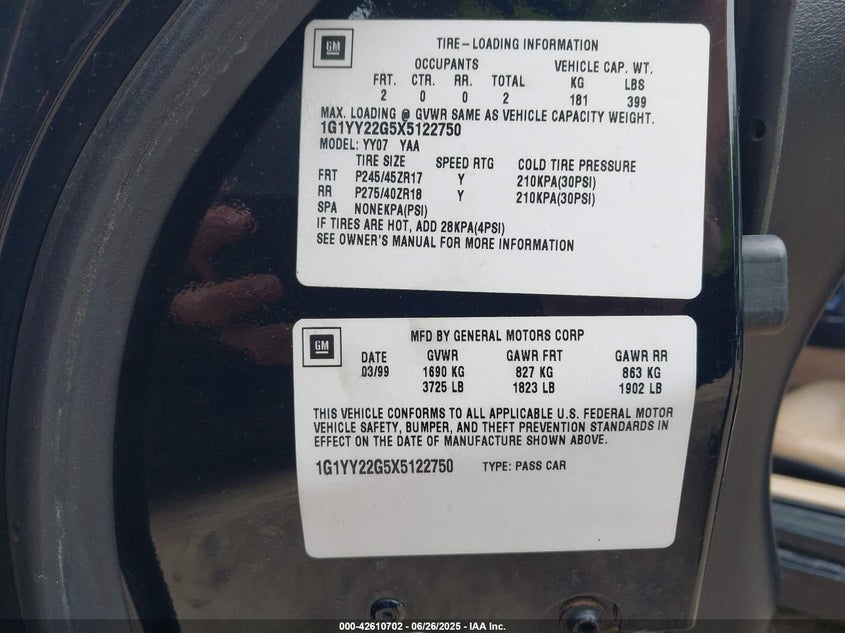 GM
TIRE-LOADING INFORMATION
OCCUPANTS VEHICLE CAP. WT.
FRT. CTR. RR. TOTAL KG LBS
2 0 0 2 181 399
MAX. LOADING @ GVWR SAME AS VEHICLE CAPACITY WEIGHT.
1G1YY22G5X5122750
MODEL: YY07 YAA
TIRE SIZE SPEED RTG COLD TIRE PRESSURE
FRT P245/45ZR17 Y 210KPA(30PSI)
RR P275/40ZR18 Y 210KPA(30PSI)
SPA NONEKPA(PSI)
IF TIRES ARE HOT, ADD 28KPA(4PSI)
SEE OWNER'S MANUAL FOR MORE INFORMATION
GM
MFD BY GENERAL MOTORS CORP
DATE GVWR GAWR FRT GAWR RR
03/99 1690 KG 827 KG 863 KG
3725 LB 1823 LB 1902 LB
THIS VEHICLE CONFORMS TO ALL APPLICABLE U.S. FEDERAL MOTOR
VEHICLE SAFETY, BUMPER, AND THEFT PREVENTION STANDARDS IN
EFFECT ON THE DATE OF MANUFACTURE SHOWN ABOVE.
1G1YY22G5X5122750 TYPE: PASS CAR
000-42610702 - 06/26/2025 - IAA Inc.